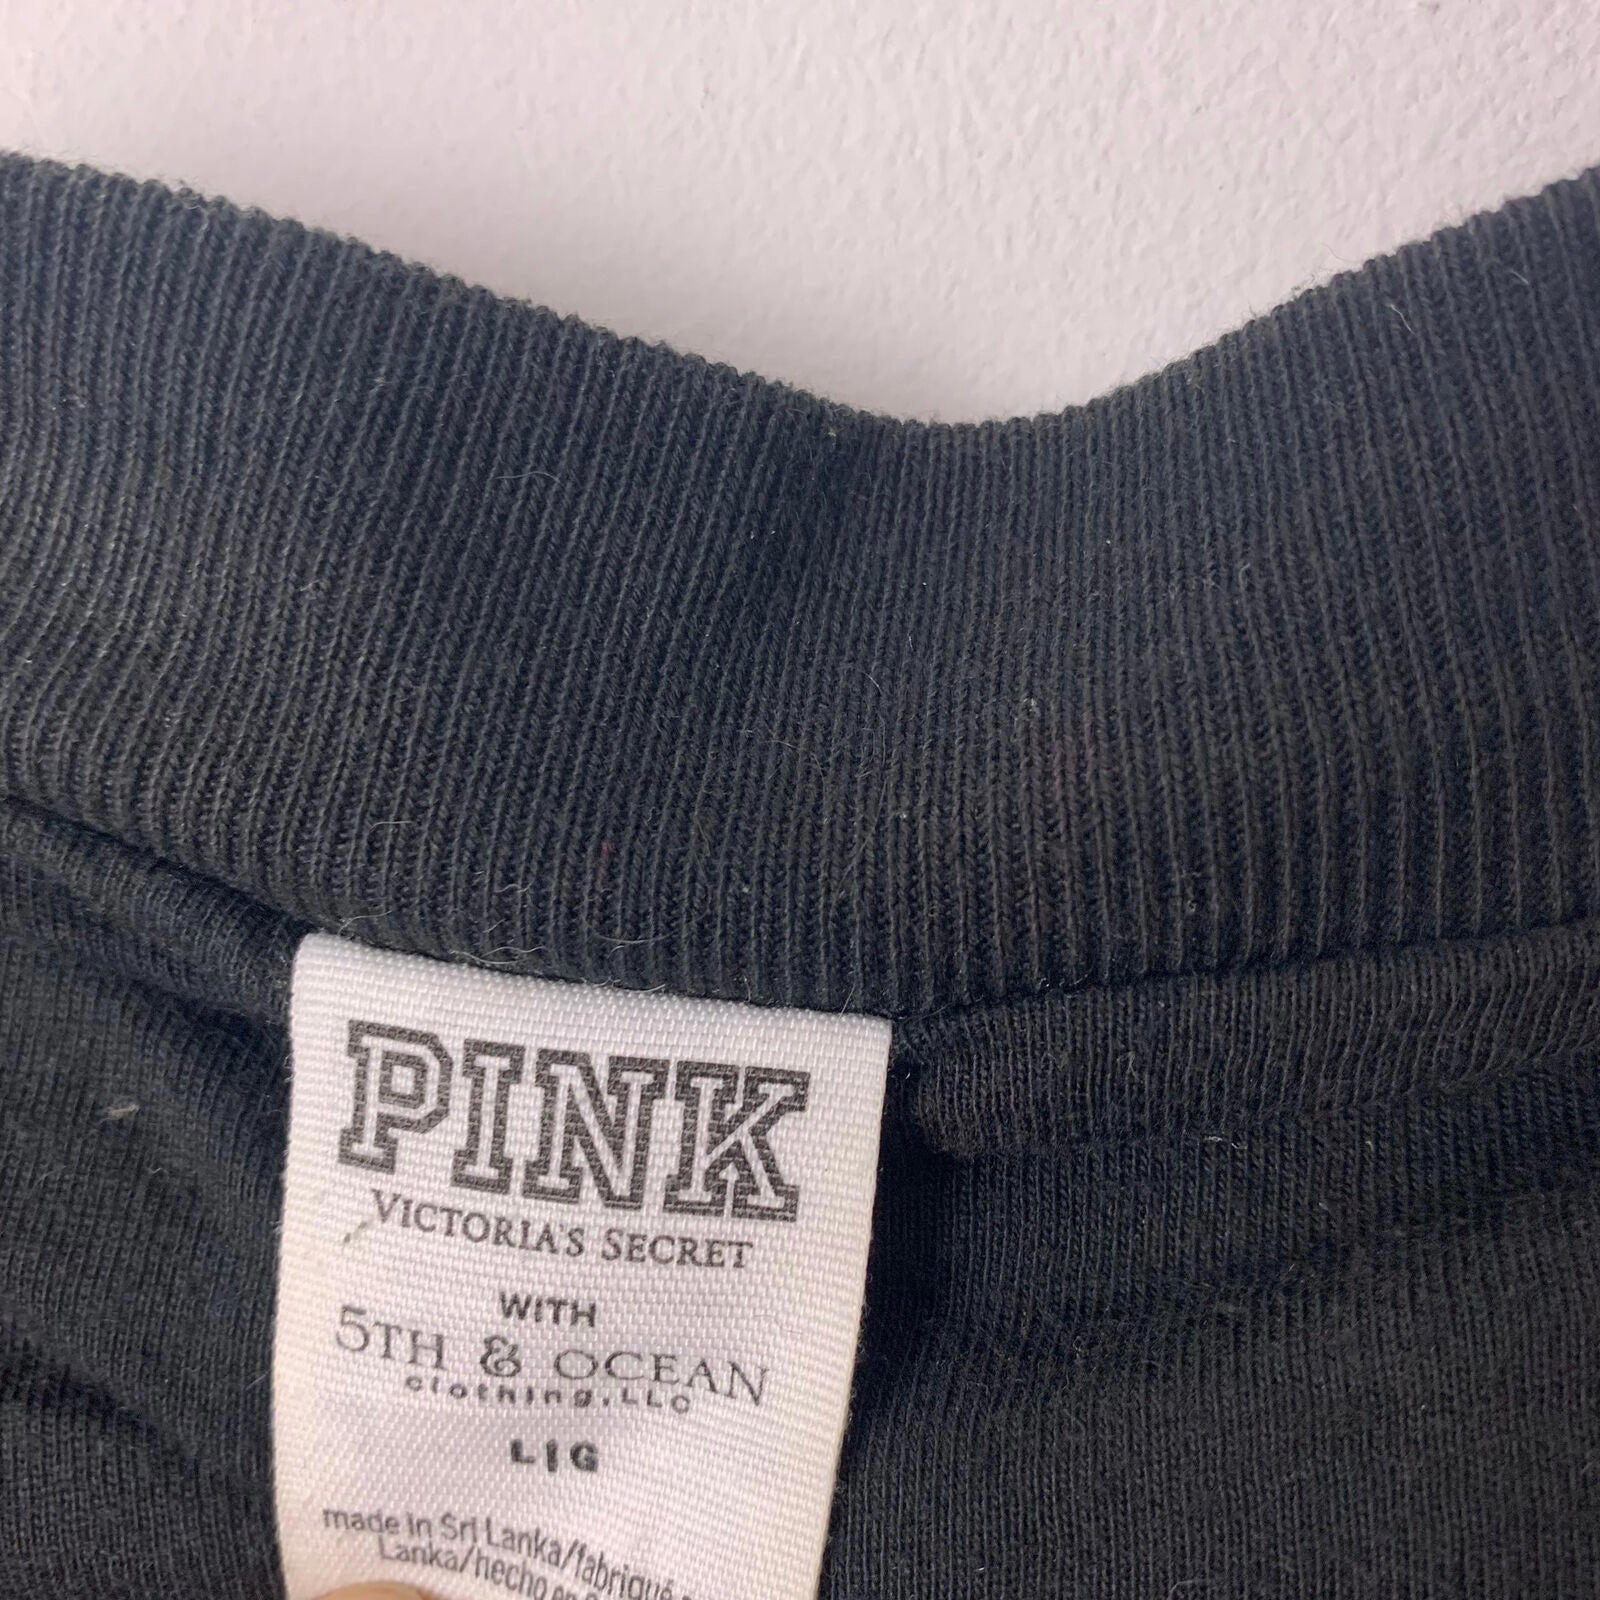 PINK
VICTORIA'S SECRET
WITH
5TH & OCEAN
clothing, LLC
L|G
made in Sri Lanka/fabriqué
Lanka/hecho en